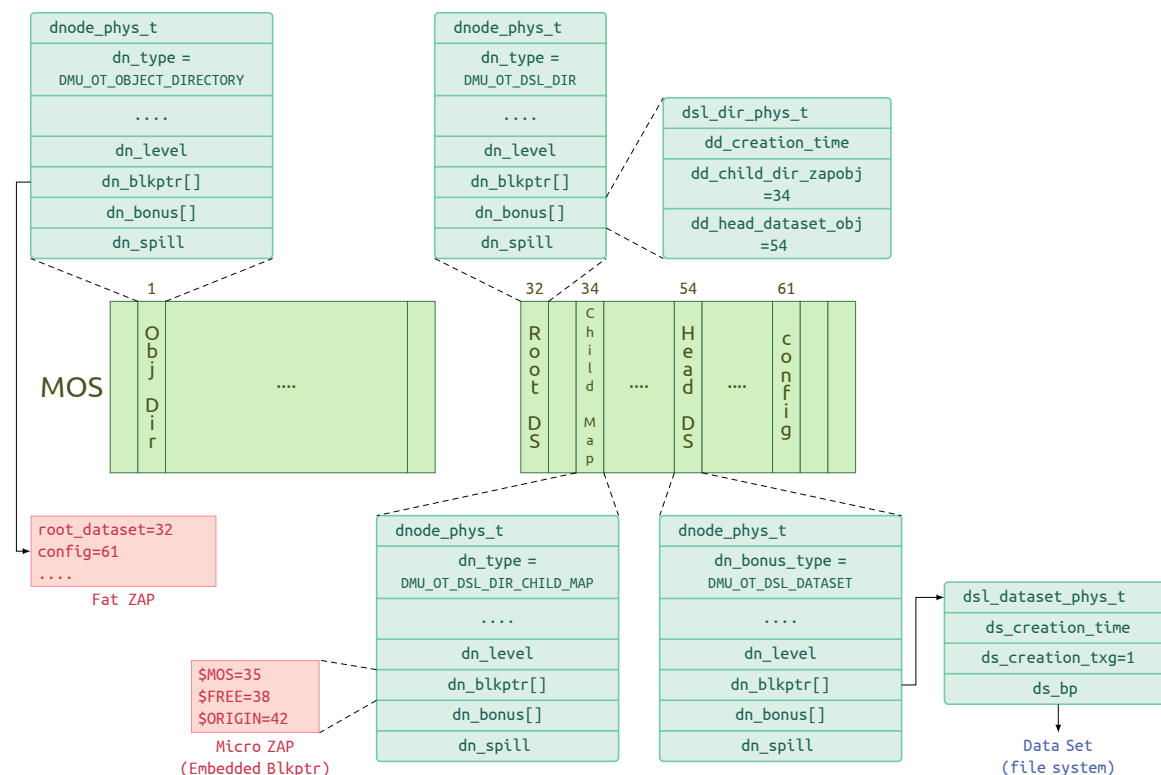 dnode_phys_t
dn_type =
DMU_OT_OBJECT_DIRECTORY
....
dn_level
dn_blkptr[]
dn_bonus[]
dn_spill
dnode_phys_t
dn_type =
DMU_OT_DSL_DIR
....
dn_level
dn_blkptr[]
dn_bonus[]
dn_spill
dsl_dir_phys_t
dd_creation_time
dd_child_dir_zapobj
=34
dd_head_dataset_obj
=54
1
32
34
54
61
MOS
Obj Dir
....
Root DS
Child Map
....
Head DS
....
config
root_dataset=32
config=61
....
Fat ZAP
$MOS=35
$FREE=38
$ORIGIN=42
Micro ZAP
(Embedded Blkptr)
dnode_phys_t
dn_type =
DMU_OT_DSL_DIR_CHILD_MAP
....
dn_level
dn_blkptr[]
dn_bonus[]
dn_spill
dnode_phys_t
dn_bonus_type =
DMU_OT_DSL_DATASET
....
dn_level
dn_blkptr[]
dn_bonus[]
dn_spill
dsl_dataset_phys_t
ds_creation_time
ds_creation_txg=1
ds_bp
Data Set
(file system)